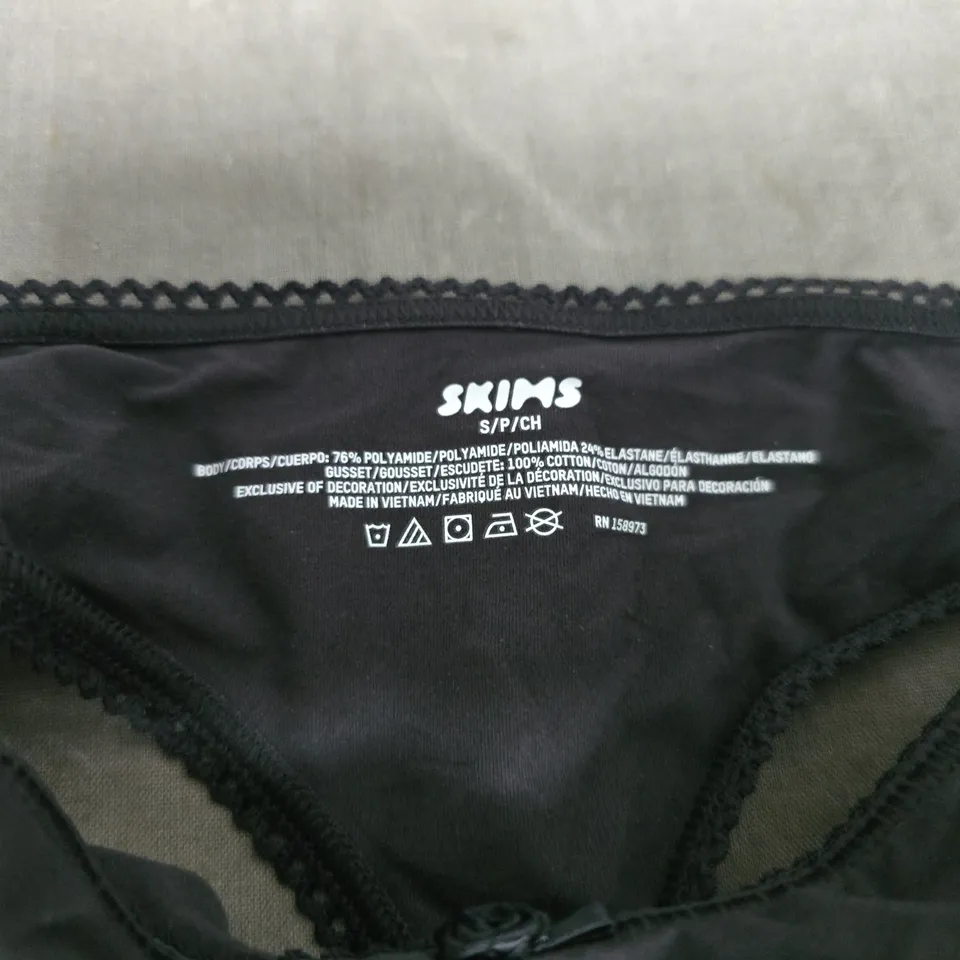 SKIMS
S/P/CH
BODY/CORPS/CUERPO: 76% POLYAMIDE/POLYAMIDE/POLIAMIDA 24% ELASTANE/ÉLASTHANNE/ELASTANO
GUSSET/GOUSSET/ESCUDETE: 100% COTTON/COTON/ALGODÓN
EXCLUSIVE OF DECORATION/EXCLUSIVITÉ DE LA DÉCORATION/EXCLUSIVO PARA DECORACIÓN
MADE IN VIETNAM/FABRIQUÉ AU VIETNAM/HECHO EN VIETNAM
RN 158973